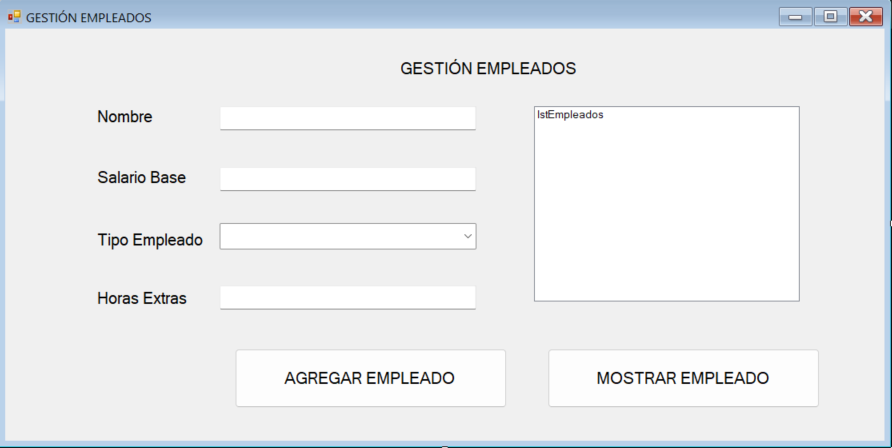 GESTIÓN EMPLEADOS
GESTIÓN EMPLEADOS
Nombre
lstEmpleados
Salario Base
Tipo Empleado
Horas Extras
AGREGAR EMPLEADO
MOSTRAR EMPLEADO